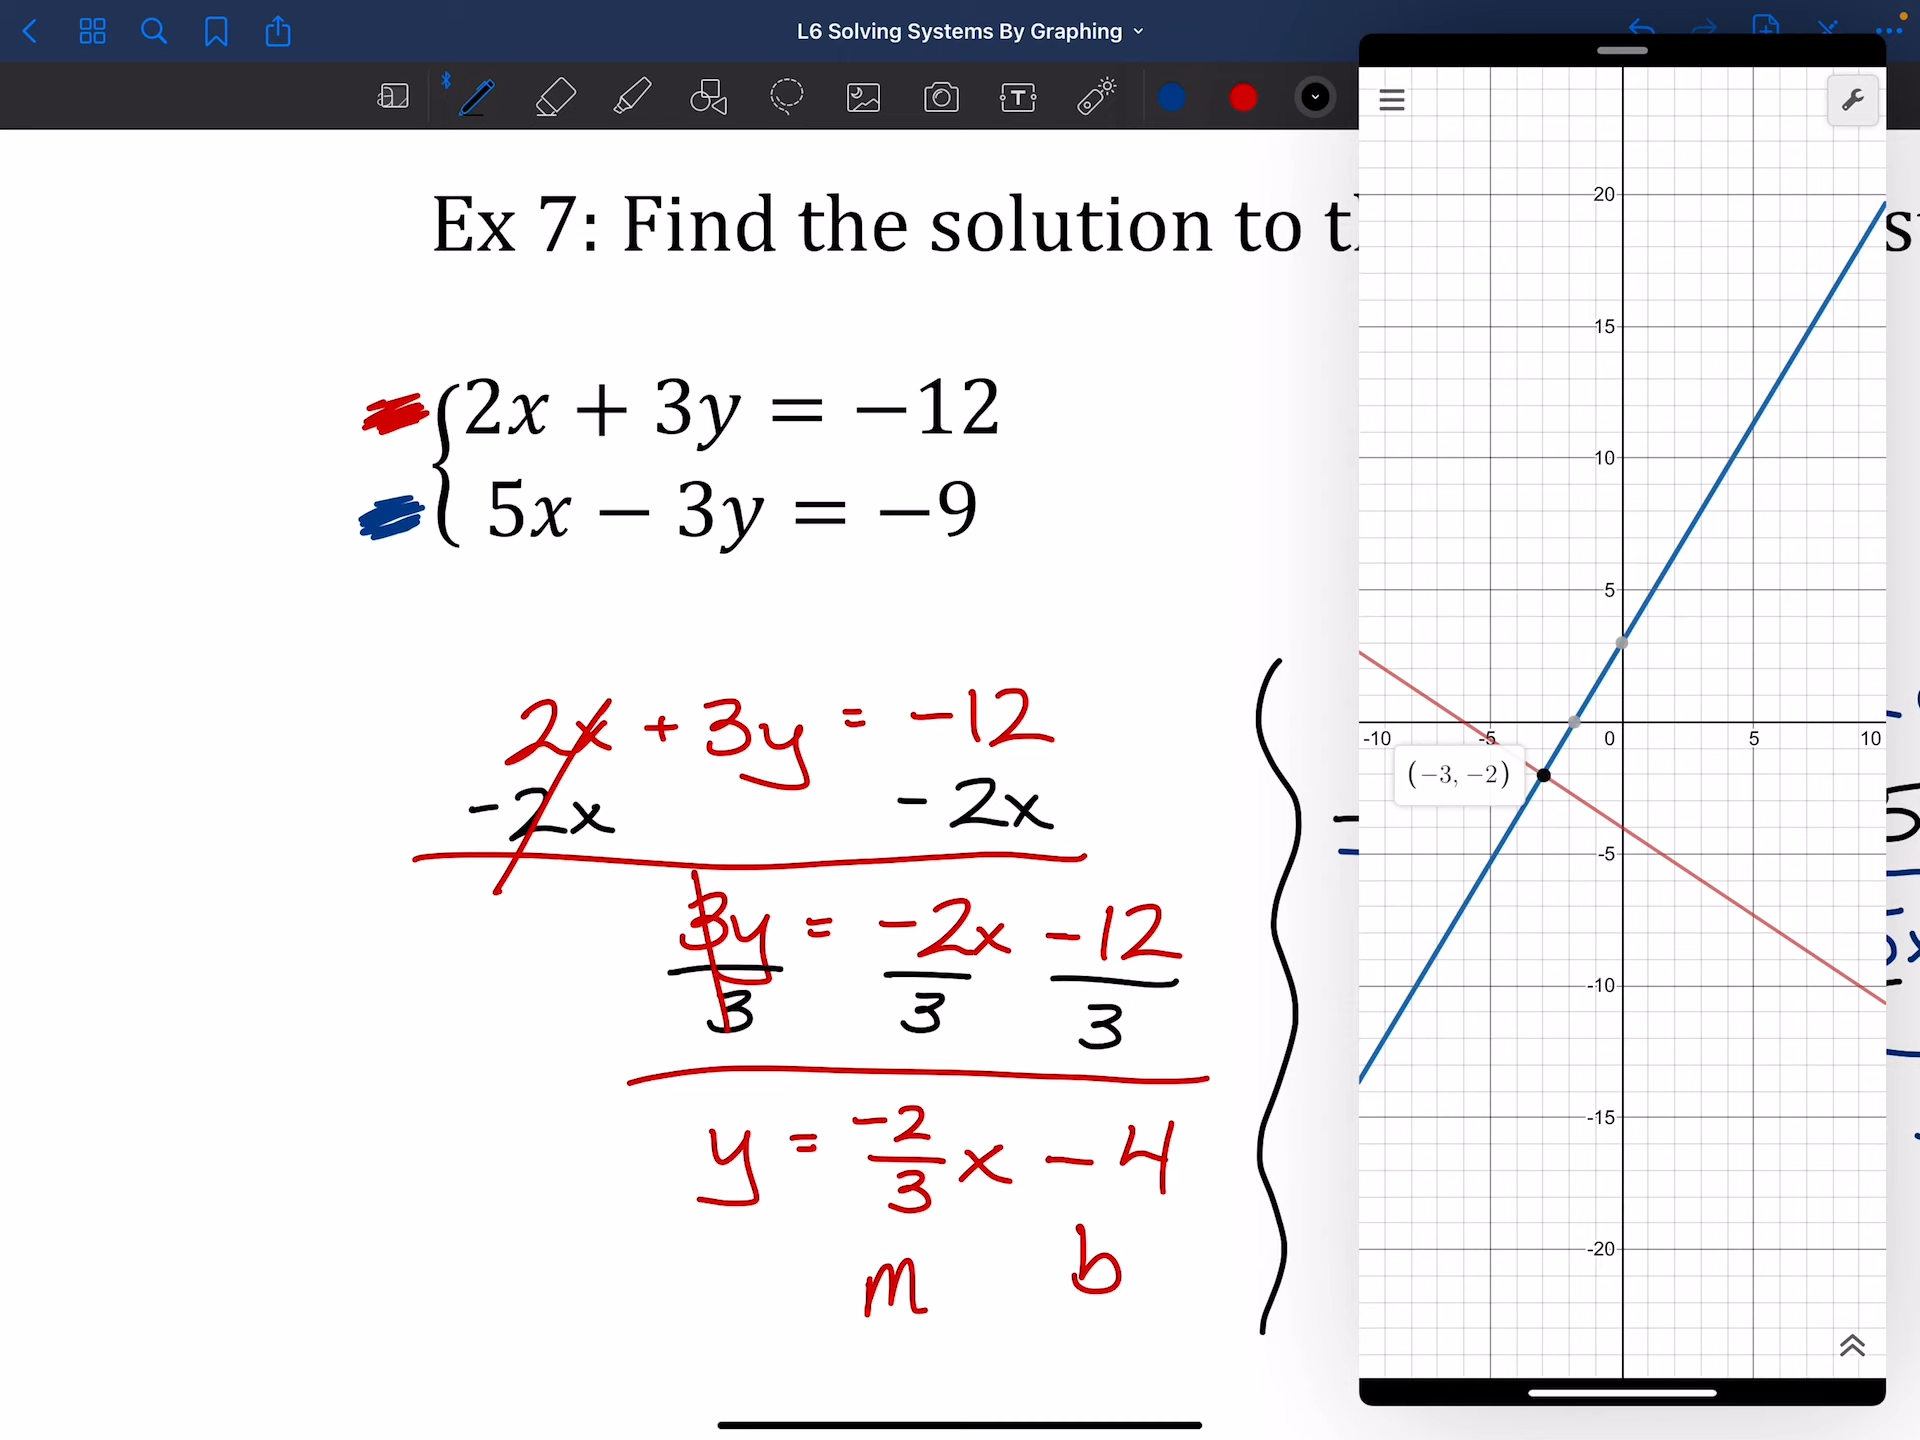 L6 Solving Systems By Graphing
Ex 7: Find the solution to t
2x + 3y = −12
5x − 3y = −9
2x + 3y = -12
-2x - 2x
3y = -2x -12
3 3 3
y = -2/3 x - 4
m b
20
15
10
5
-10 -5 0 5 10
(−3, −2)
-5
-10
-15
-20